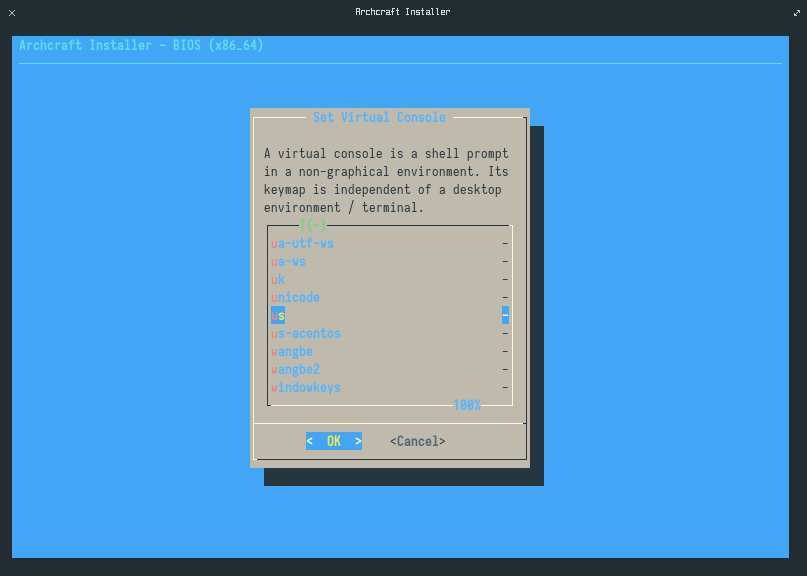 Archcraft Installer
Archcraft Installer - BIOS (x86_64)
Set Virtual Console
A virtual console is a shell prompt
in a non-graphical environment. Its
keymap is independent of a desktop
environment / terminal.
↑(-)
ua-utf-ws -
ua-ws -
uk -
unicode -
us -
us-acentos -
wangbe -
wangbe2 -
windowkeys -
100%
< OK > <Cancel>